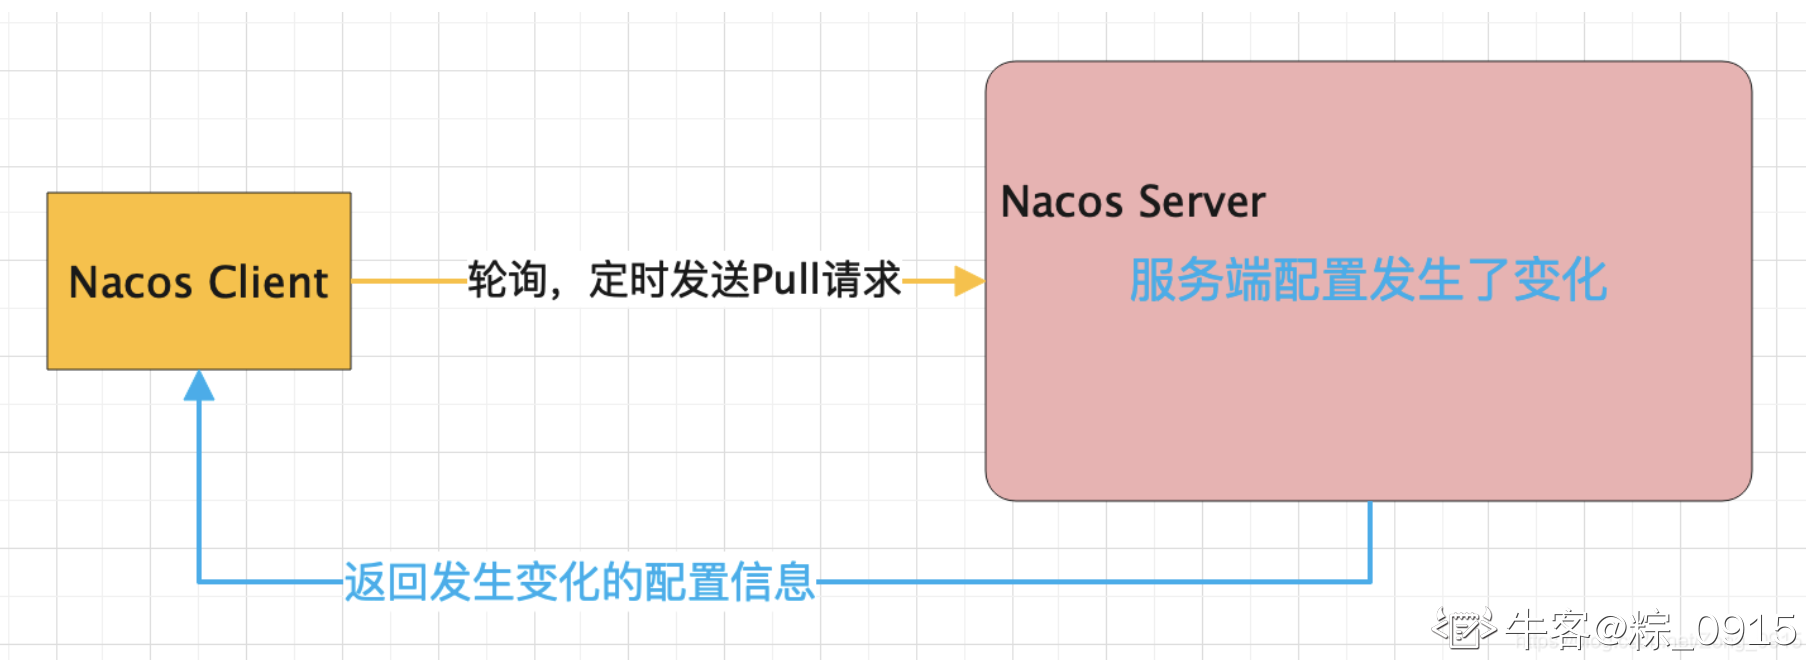 Nacos Server
Nacos Client
轮询，定时发送Pull请求
服务端配置发生了变化
返回发生变化的配置信息
牛客@粽_0915